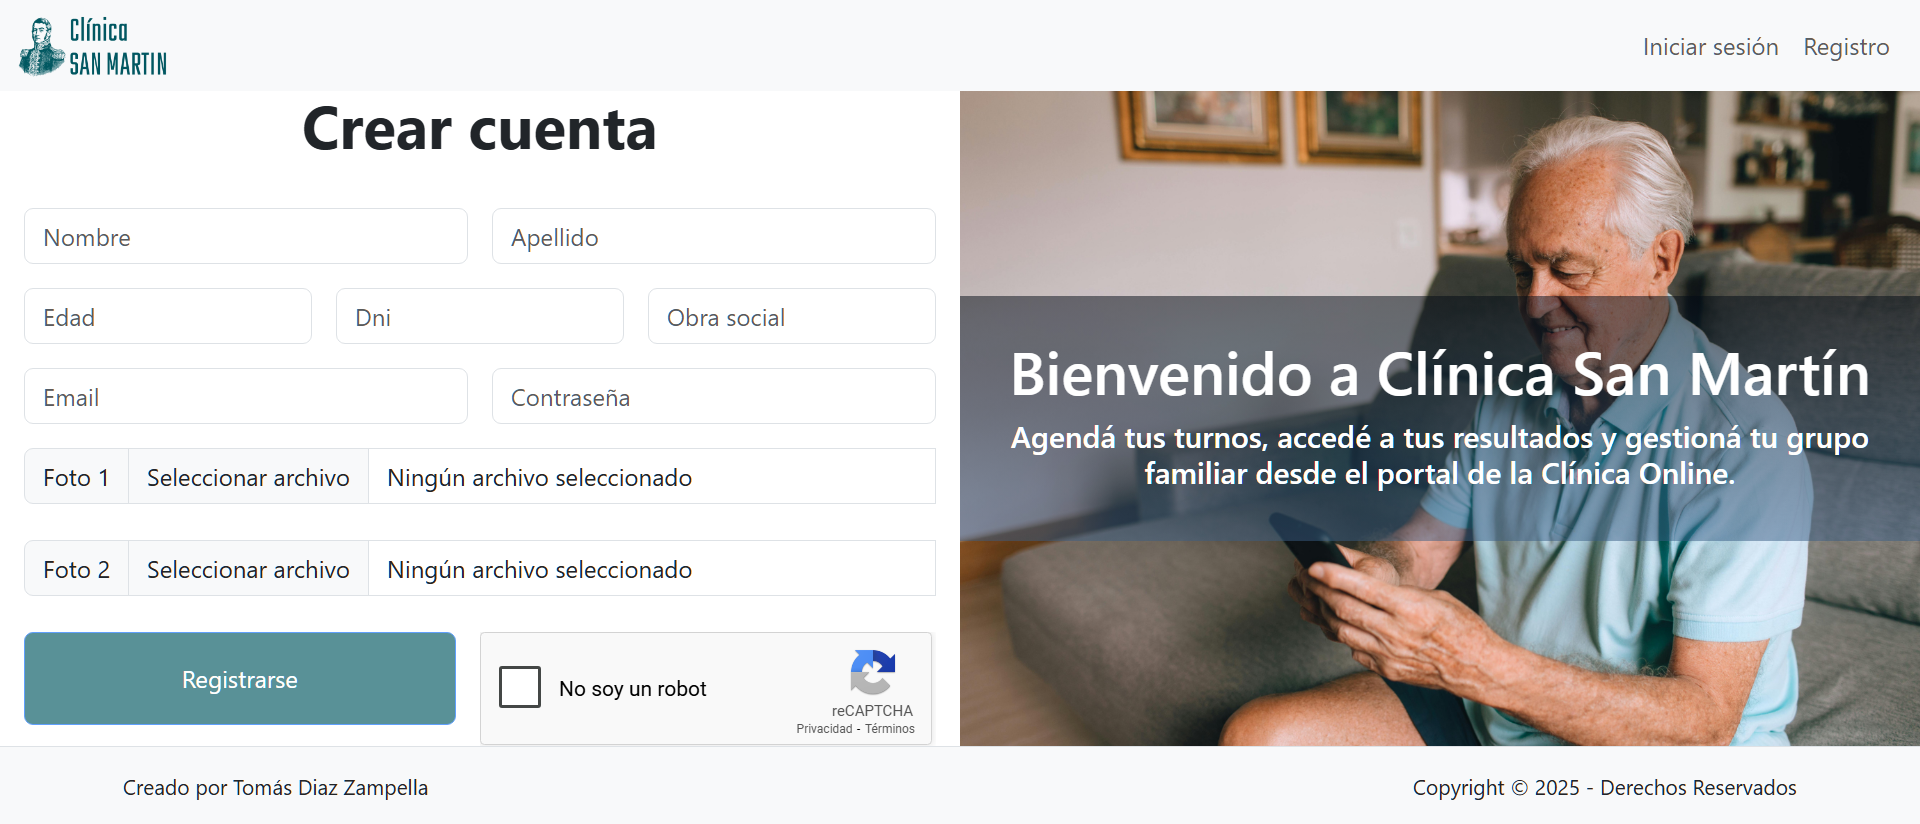 Clínica
SAN MARTIN
Iniciar sesión Registro
Crear cuenta
Nombre Apellido
Edad Dni Obra social
Email Contraseña
Foto 1 Seleccionar archivo Ningún archivo seleccionado
Foto 2 Seleccionar archivo Ningún archivo seleccionado
Registrarse
No soy un robot
reCAPTCHA
Privacidad - Términos
Bienvenido a Clínica San Martín
Agendá tus turnos, accedé a tus resultados y gestioná tu grupo
familiar desde el portal de la Clínica Online.
Creado por Tomás Diaz Zampella
Copyright © 2025 - Derechos Reservados